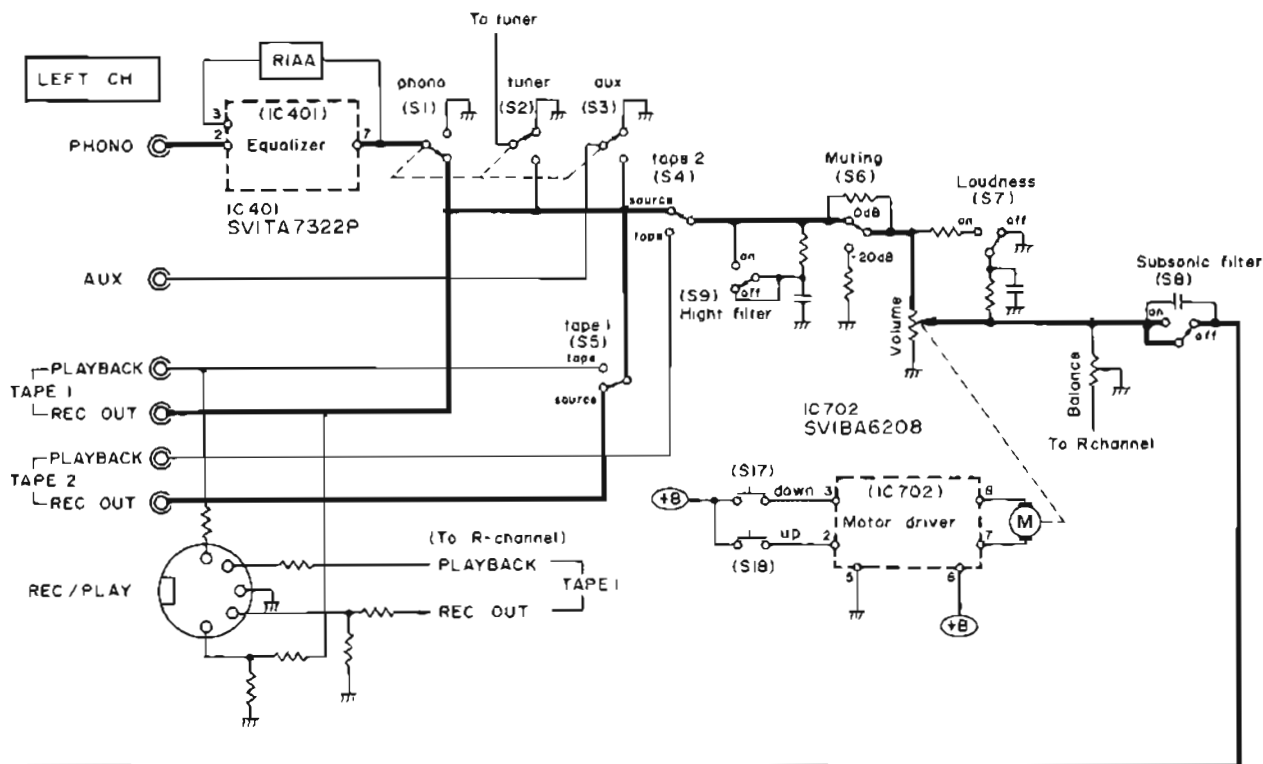 To tuner
LEFT CH
RIAA
phono
(S1)
tuner
(S2)
aux
(S3)
3
(IC401)
2
7
Equalizer
PHONO
IC401
SVITA7322P
tape 2
(S4)
source
tape
Muting
(S6)
0dB
-20dB
Loudness
(S7)
on
off
AUX
on
off
(S9)
Hight filter
Subsonic filter
(S8)
on
off
Volume
tape 1
(S5)
tape
source
Balance
To Rchannel
PLAYBACK
TAPE 1
REC OUT
PLAYBACK
TAPE 2
REC OUT
IC702
SVIBA6208
(S17)
down
3
(IC702)
8
+B
Motor driver
M
up
2
7
(S18)
5
6
+B
(To R-channel)
PLAYBACK
TAPE 1
REC OUT
REC/PLAY